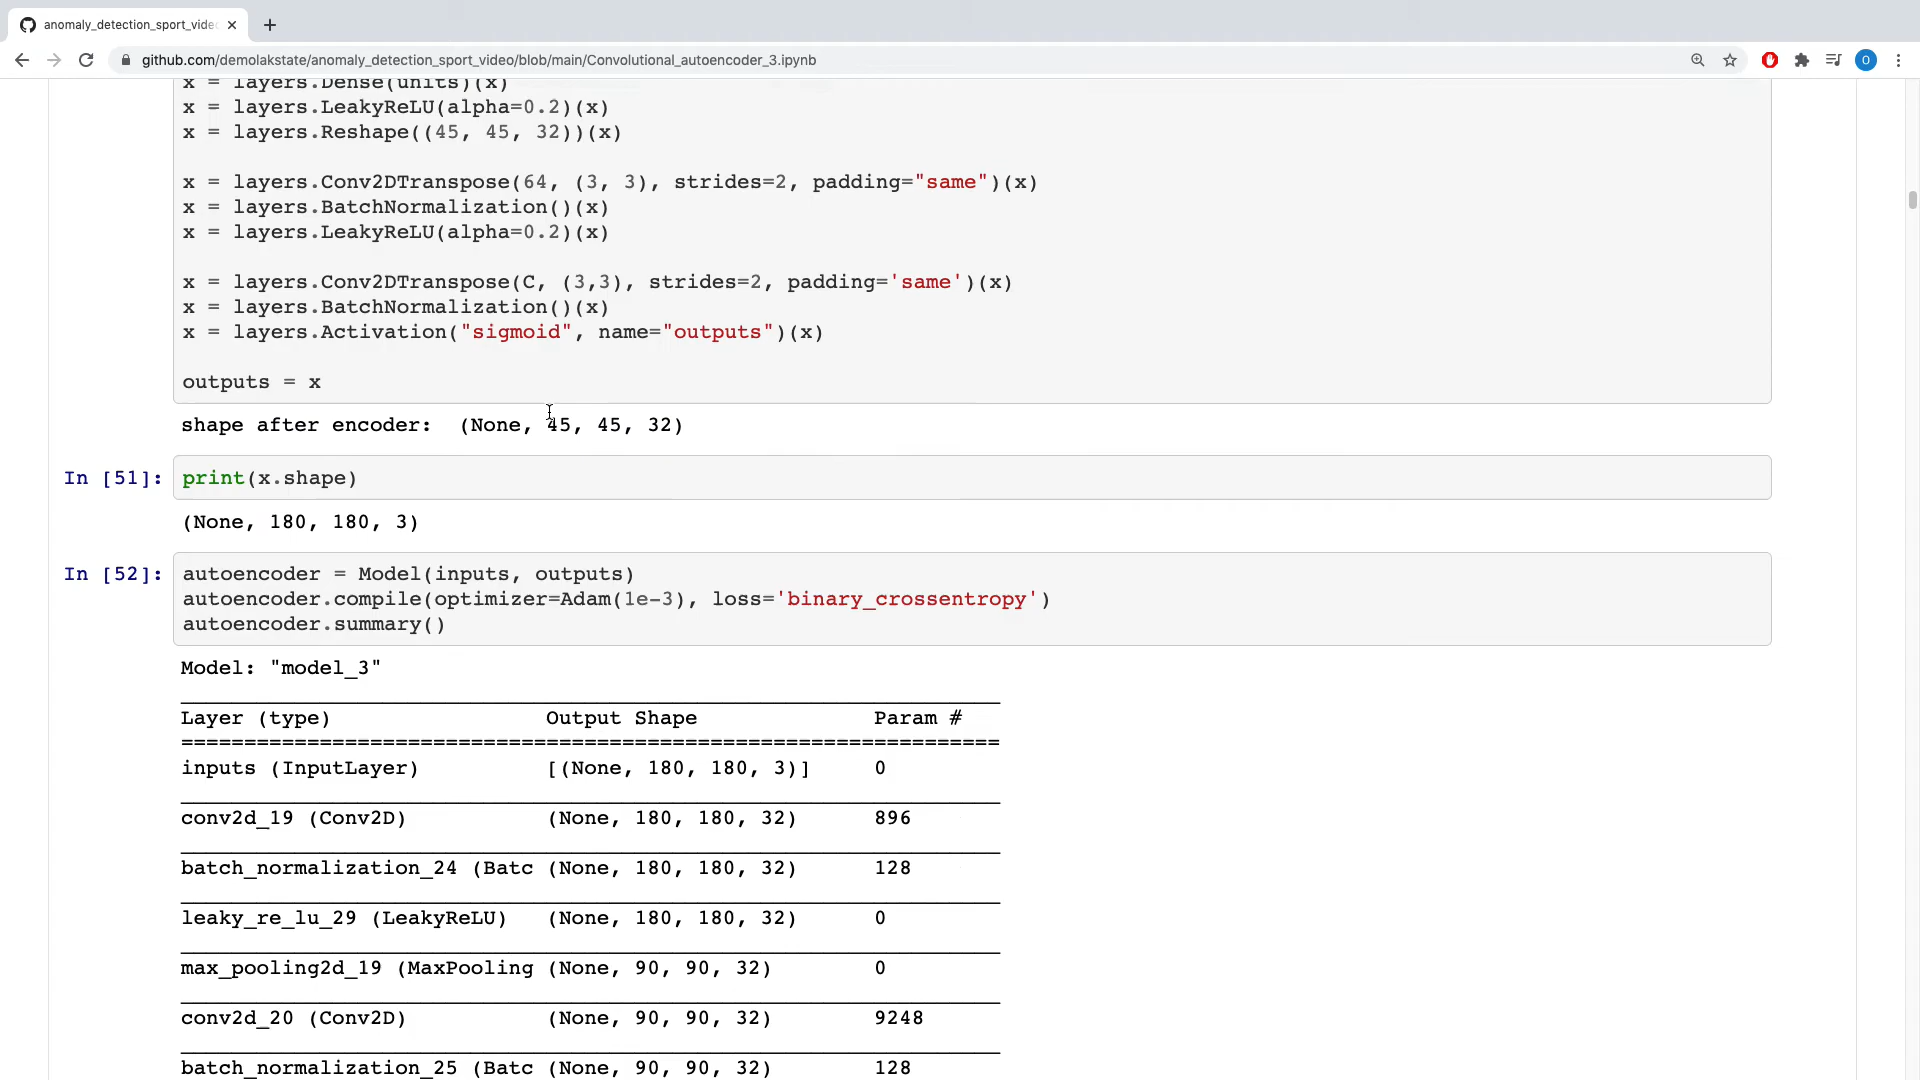 anomaly_detection_sport_vide
github.com/demolakstate/anomaly_detection_sport_video/blob/main/Convolutional_autoencoder_3.ipynb
O
x = layers.Dense(units)(x)
x = layers.LeakyReLU(alpha=0.2)(x)
x = layers.Reshape((45, 45, 32))(x)
x = layers.Conv2DTranspose(64, (3, 3), strides=2, padding="same")(x)
x = layers.BatchNormalization()(x)
x = layers.LeakyReLU(alpha=0.2)(x)
x = layers.Conv2DTranspose(C, (3,3), strides=2, padding='same')(x)
x = layers.BatchNormalization()(x)
x = layers.Activation("sigmoid", name="outputs")(x)
outputs = x
shape after encoder:  (None, 45, 45, 32)
In [51]: print(x.shape)
(None, 180, 180, 3)
In [52]: autoencoder = Model(inputs, outputs)
autoencoder.compile(optimizer=Adam(1e-3), loss='binary_crossentropy')
autoencoder.summary()
Model: "model_3"
Layer (type) Output Shape Param #
=================================================================
inputs (InputLayer) [(None, 180, 180, 3)] 0
conv2d_19 (Conv2D) (None, 180, 180, 32) 896
batch_normalization_24 (Batc (None, 180, 180, 32) 128
leaky_re_lu_29 (LeakyReLU) (None, 180, 180, 32) 0
max_pooling2d_19 (MaxPooling (None, 90, 90, 32) 0
conv2d_20 (Conv2D) (None, 90, 90, 32) 9248
batch_normalization_25 (Batc (None, 90, 90, 32) 128